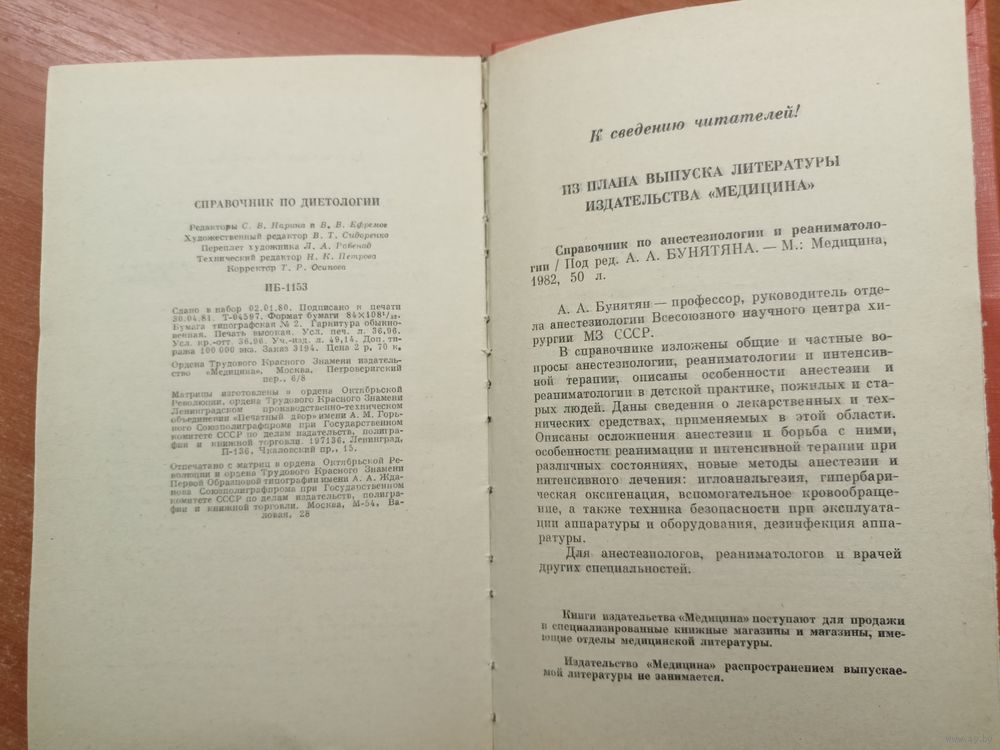 СПРАВОЧНИК ПО ДИЕТОЛОГИИ
Редакторы С. В. Ларина и В. В. Ефремов
Художественный редактор В. Т. Сидоренко
Переплет художника Л. А.
Технический редактор Н. К. Петрова
Корректор Т. Р. Осипова
ИБ-1153
Сдано в набор 02.01.80. Подписано к печати
30.04.81. Т-04597. Формат бумаги 84×108¹/₃₂.
Бумага типографская № 2. Гарнитура обыкно-
венная. Печать высокая. Усл. печ. л. 36,96.
Усл. кр.-отт. 36,96. Уч.-изд. л. 49,14. Доп. ти-
раж 100 000 экз. Заказ 3194. Цена 2 р. 70 к.
Ордена Трудового Красного Знамени издатель-
ство «Медицина», Москва, Петроверигский
пер., 6/8
Матрицы изготовлены в ордена Октябрьской
Революции, ордена Трудового Красного Знамени
Ленинградском производственно-техническом
объединении «Печатный двор» имени А. М. Горь-
кого Союзполиграфпрома при Государственном
комитете СССР по делам издательств, полигра-
фии и книжной торговли. 197136, Ленинград,
П-136, Чкаловский пр., 15.
Отпечатано с матриц в ордена Октябрьской Ре-
волюции и ордена Трудового Красного Знамени
Первой Образцовой типографии имени А. А. Жда-
нова Союзполиграфпрома при Государственном
комитете СССР по делам издательств, полигра-
фии и книжной торговли. Москва, М-54, Ва-
ловая, 28
К сведению читателей!
ИЗ ПЛАНА ВЫПУСКА ЛИТЕРАТУРЫ
ИЗДАТЕЛЬСТВА «МЕДИЦИНА»
Справочник по анестезиологии и реаниматоло-
гии / Под ред. А. А. БУНЯТЯНА. — М.: Медицина,
1982, 50 л.
А. А. Бунятян — профессор, руководитель отде-
ла анестезиологии Всесоюзного научного центра хи-
рургии МЗ СССР.
В справочнике изложены общие и частные во-
просы анестезиологии, реаниматологии и интенсив-
ной терапии, описаны особенности анестезии и
реаниматологии в детской практике, пожилых и ста-
рых людей. Даны сведения о лекарственных и тех-
нических средствах, применяемых в этой области.
Описаны осложнения анестезии и борьба с ними,
особенности реанимации и интенсивной терапии при
различных состояниях, новые методы анестезии и
интенсивного лечения: иглоанальгезия, гипербари-
ческая оксигенация, вспомогательное кровообраще-
ние, а также техника безопасности при эксплуата-
ции аппаратуры и оборудования, дезинфекция аппа-
ратуры.
Для анестезиологов, реаниматологов и врачей
других специальностей.
Книги издательства «Медицина» поступают для продажи
в специализированные книжные магазины и магазины, име-
ющие отделы медицинской литературы.
Издательство «Медицина» распространением выпускае-
мой литературы не занимается.